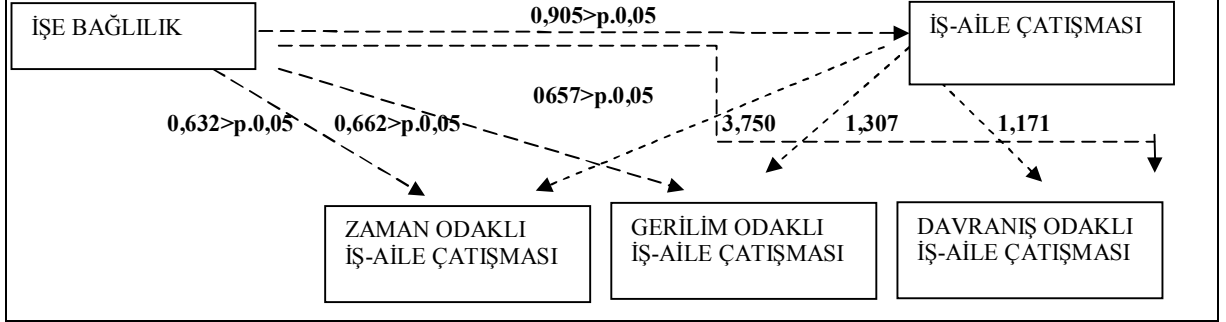 0,905>p.0,05
İŞE BAĞLILIK
İŞ-AİLE ÇATIŞMASI
0657>p.0,05
0,632>p.0,05
0,662>p.0,05
3,750
1,307
1,171
ZAMAN ODAKLI
İŞ-AİLE ÇATIŞMASI
GERİLİM ODAKLI
İŞ-AİLE ÇATIŞMASI
DAVRANIŞ ODAKLI
İŞ-AİLE ÇATIŞMASI